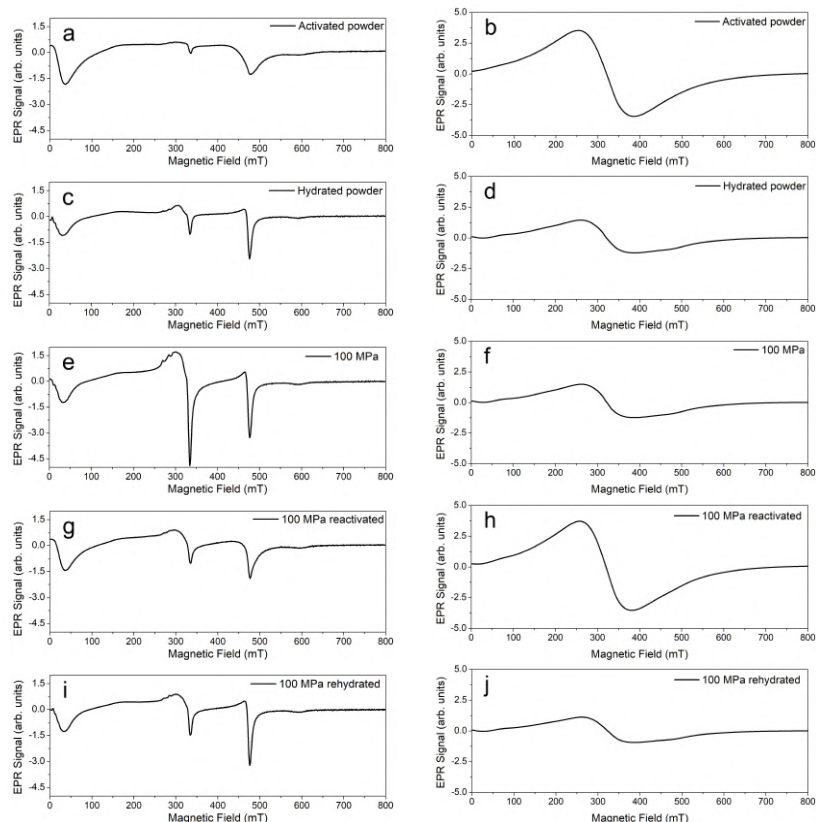 a
Activated powder
EPR Signal (arb. units)
1.5
0.0
-1.5
-3.0
-4.5
0 100 200 300 400 500 600 700 800
Magnetic Field (mT)
b
Activated powder
EPR Signal (arb. units)
5.0
2.5
0.0
-2.5
-5.0
0 100 200 300 400 500 600 700 800
Magnetic Field (mT)
c
Hydrated powder
EPR Signal (arb. units)
1.5
0.0
-1.5
-3.0
-4.5
0 100 200 300 400 500 600 700 800
Magnetic Field (mT)
d
Hydrated powder
EPR Signal (arb. units)
5.0
2.5
0.0
-2.5
-5.0
0 100 200 300 400 500 600 700 800
Magnetic Field (mT)
e
100 MPa
EPR Signal (arb. units)
1.5
0.0
-1.5
-3.0
-4.5
0 100 200 300 400 500 600 700 800
Magnetic Field (mT)
f
100 MPa
EPR Signal (arb. units)
5.0
2.5
0.0
-2.5
-5.0
0 100 200 300 400 500 600 700 800
Magnetic Field (mT)
g
100 MPa reactivated
EPR Signal (arb. units)
1.5
0.0
-1.5
-3.0
-4.5
0 100 200 300 400 500 600 700 800
Magnetic Field (mT)
h
100 MPa reactivated
EPR Signal (arb. units)
5.0
2.5
0.0
-2.5
-5.0
0 100 200 300 400 500 600 700 800
Magnetic Field (mT)
i
100 MPa rehydrated
EPR Signal (arb. units)
1.5
0.0
-1.5
-3.0
-4.5
0 100 200 300 400 500 600 700 800
Magnetic Field (mT)
j
100 MPa rehydrated
EPR Signal (arb. units)
5.0
2.5
0.0
-2.5
-5.0
0 100 200 300 400 500 600 700 800
Magnetic Field (mT)